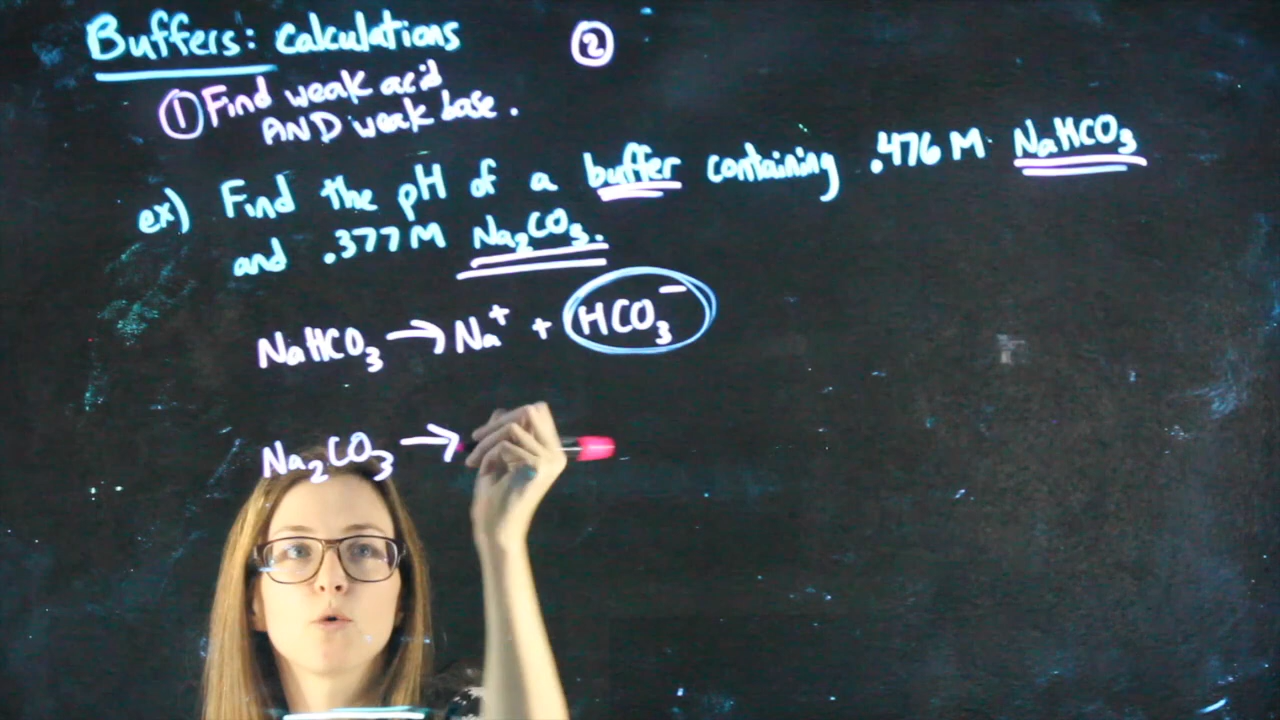 Buffers: calculations
②
① Find weak acid
AND weak base.
ex) Find the pH of a buffer containing .476 M NaHCO₃
and .377 M Na₂CO₃.
NaHCO₃ → Na⁺ + HCO₃⁻
Na₂CO₃ →